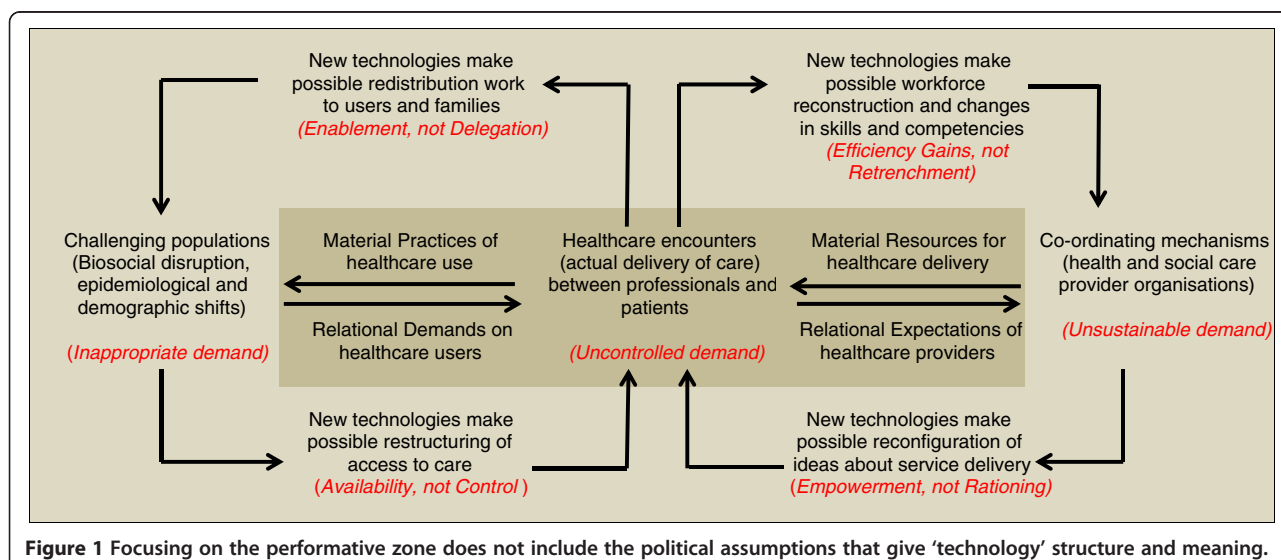 New technologies make
possible redistribution work
to users and families
(Enablement, not Delegation)
New technologies make
possible workforce
reconstruction and changes
in skills and competencies
(Efficiency Gains, not
Retrenchment)
Challenging populations
(Biosocial disruption,
epidemiological and
demographic shifts)
(Inappropriate demand)
Material Practices of
healthcare use
Relational Demands on
healthcare users
Healthcare encounters
(actual delivery of care)
between professionals and
patients
(Uncontrolled demand)
Material Resources for
healthcare delivery
Relational Expectations of
healthcare providers
Co-ordinating mechanisms
(health and social care
provider organisations)
(Unsustainable demand)
New technologies make
possible restructuring of
access to care
(Availability, not Control )
New technologies make
possible reconfiguration of
ideas about service delivery
(Empowerment, not Rationing)
Figure 1 Focusing on the performative zone does not include the political assumptions that give ‘technology’ structure and meaning.